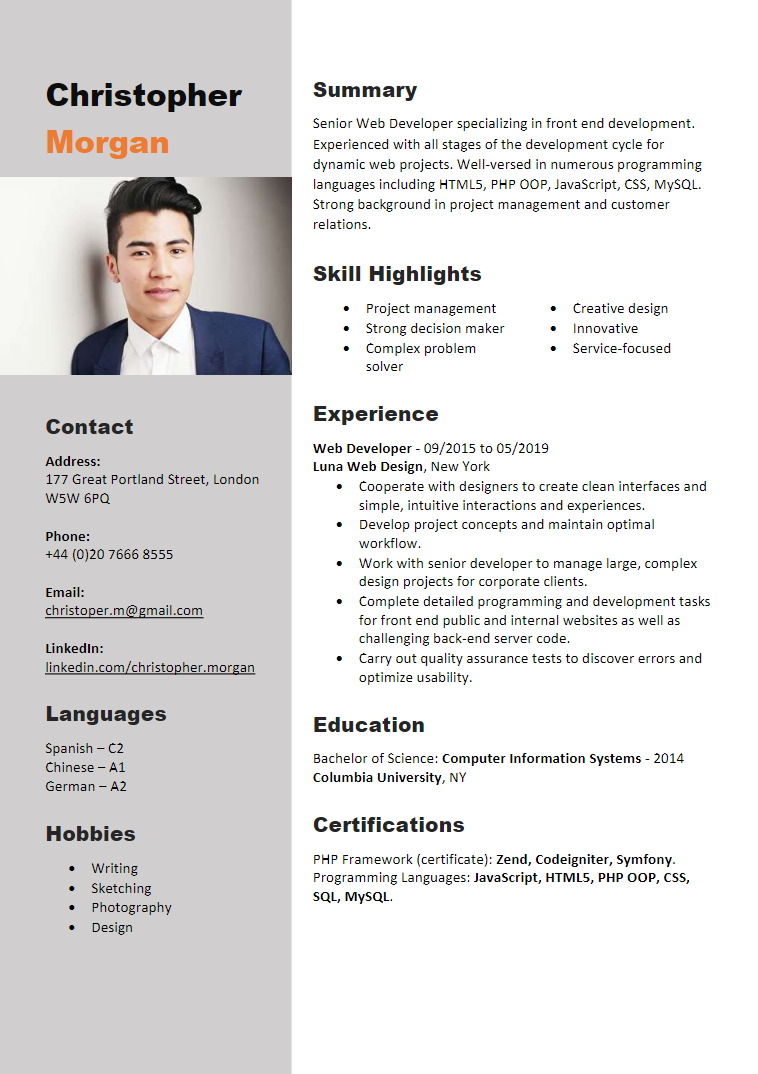 Christopher
Morgan
Contact
Address:
177 Great Portland Street, London
W5W 6PQ
Phone:
+44 (0)20 7666 8555
Email:
christoper.m@gmail.com
LinkedIn:
linkedin.com/christopher.morgan
Languages
Spanish – C2
Chinese – A1
German – A2
Hobbies
• Writing
• Sketching
• Photography
• Design
Summary
Senior Web Developer specializing in front end development.
Experienced with all stages of the development cycle for
dynamic web projects. Well-versed in numerous programming
languages including HTML5, PHP OOP, JavaScript, CSS, MySQL.
Strong background in project management and customer
relations.
Skill Highlights
• Project management
• Strong decision maker
• Complex problem
solver
• Creative design
• Innovative
• Service-focused
Experience
Web Developer - 09/2015 to 05/2019
Luna Web Design, New York
• Cooperate with designers to create clean interfaces and
simple, intuitive interactions and experiences.
• Develop project concepts and maintain optimal
workflow.
• Work with senior developer to manage large, complex
design projects for corporate clients.
• Complete detailed programming and development tasks
for front end public and internal websites as well as
challenging back-end server code.
• Carry out quality assurance tests to discover errors and
optimize usability.
Education
Bachelor of Science: Computer Information Systems - 2014
Columbia University, NY
Certifications
PHP Framework (certificate): Zend, Codeigniter, Symfony.
Programming Languages: JavaScript, HTML5, PHP OOP, CSS,
SQL, MySQL.